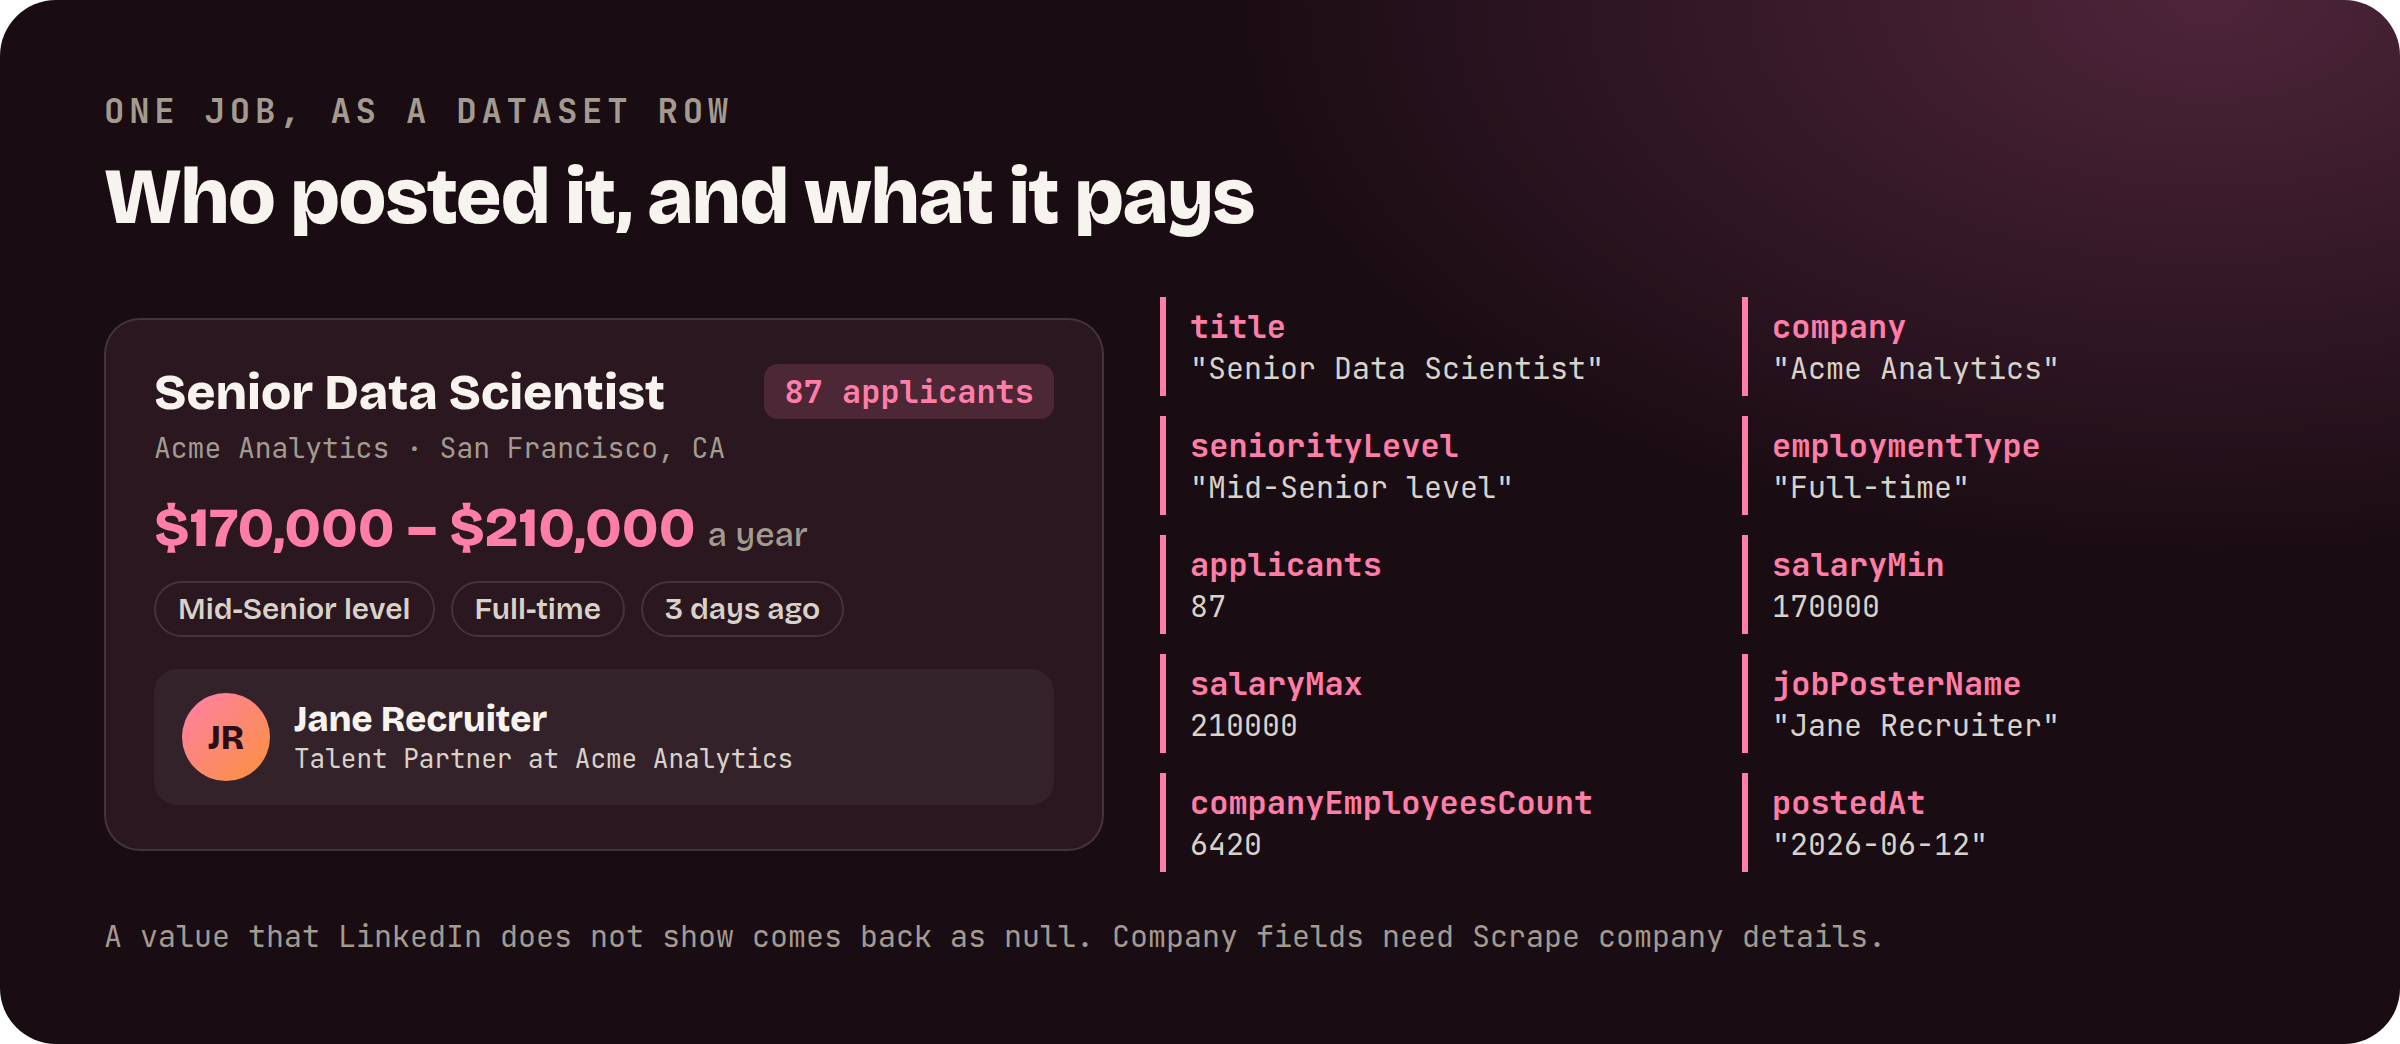 ONE JOB, AS A DATASET ROW
Who posted it, and what it pays
Senior Data Scientist
87 applicants
Acme Analytics · San Francisco, CA
$170,000 – $210,000 a year
Mid-Senior level
Full-time
3 days ago
JR
Jane Recruiter
Talent Partner at Acme Analytics
title
"Senior Data Scientist"
company
"Acme Analytics"
seniorityLevel
"Mid-Senior level"
employmentType
"Full-time"
applicants
87
salaryMin
170000
salaryMax
210000
jobPosterName
"Jane Recruiter"
companyEmployeesCount
6420
postedAt
"2026-06-12"
A value that LinkedIn does not show comes back as null. Company fields need Scrape company details.